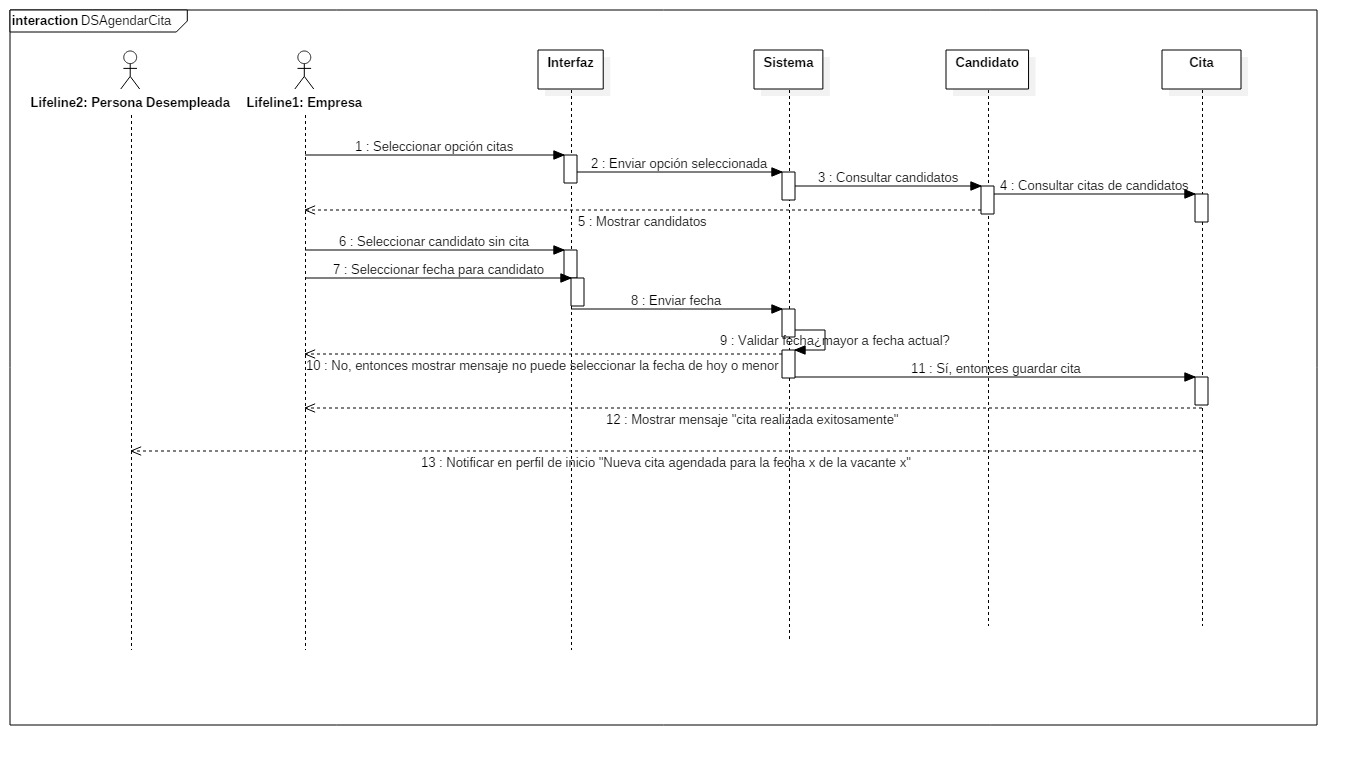 interaction DSAgendarCita
Lifeline2: Persona Desempleada
Lifeline1: Empresa
Interfaz
Sistema
Candidato
Cita
1 : Seleccionar opción citas
2 : Enviar opción seleccionada
3 : Consultar candidatos
4 : Consultar citas de candidatos
5 : Mostrar candidatos
6 : Seleccionar candidato sin cita
7 : Seleccionar fecha para candidato
8 : Enviar fecha
9 : Validar fecha¿mayor a fecha actual?
10 : No, entonces mostrar mensaje no puede seleccionar la fecha de hoy o menor
11 : Sí, entonces guardar cita
12 : Mostrar mensaje "cita realizada exitosamente"
13 : Notificar en perfil de inicio "Nueva cita agendada para la fecha x de la vacante x"